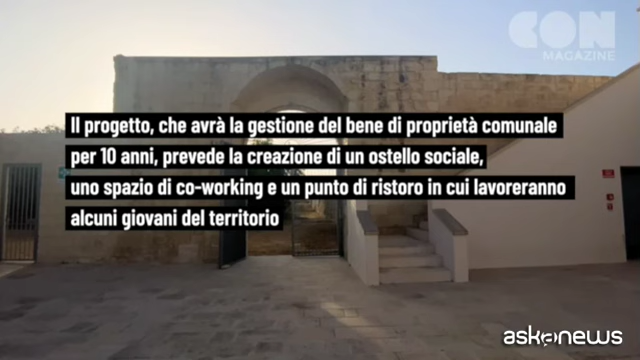 CON
MAGAZINE
Il progetto, che avrà la gestione del bene di proprietà comunale
per 10 anni, prevede la creazione di un ostello sociale,
uno spazio di co-working e un punto di ristoro in cui lavoreranno
alcuni giovani del territorio
askanews